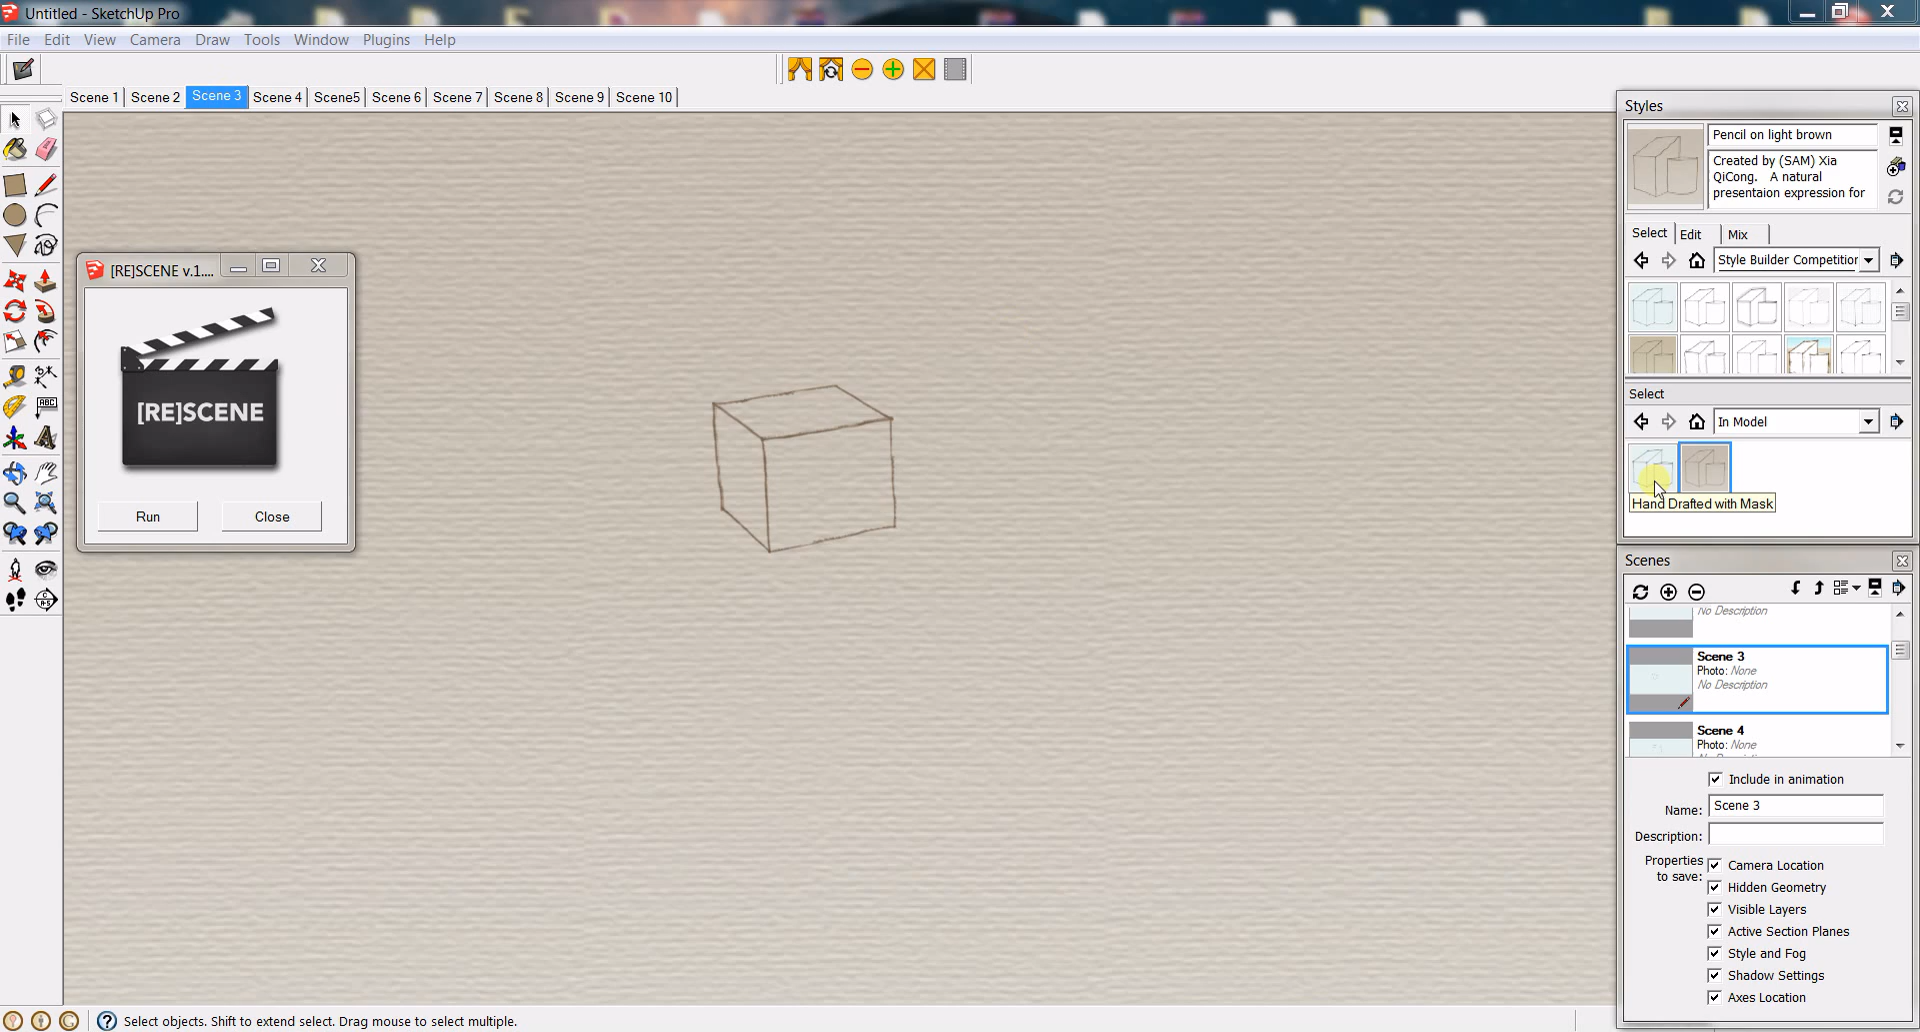 Untitled - SketchUp Pro
File Edit View Camera Draw Tools Window Plugins Help
Scene 1 Scene 2 Scene 3 Scene 4 Scene5 Scene 6 Scene 7 Scene 8 Scene 9 Scene 10
[RE]SCENE v.1....
[RE]SCENE
Run Close
ABC
Styles
Pencil on light brown
Created by (SAM) Xia
QiCong. A natural
presentaion expression for
Select Edit Mix
Style Builder Competition
Select
In Model
Hand Drafted with Mask
Scenes
No Description
Scene 3
Photo: None
No Description
Scene 4
Photo: None
Include in animation
Name: Scene 3
Description:
Properties
to save:
Camera Location
Hidden Geometry
Visible Layers
Active Section Planes
Style and Fog
Shadow Settings
Axes Location
Select objects. Shift to extend select. Drag mouse to select multiple.